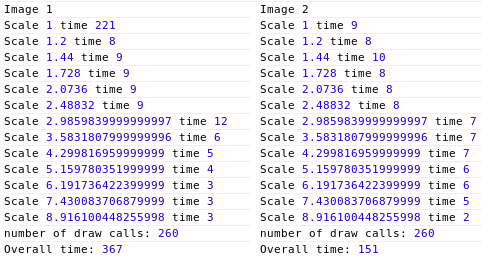 Image 1
Scale 1 time 221
Scale 1.2 time 8
Scale 1.44 time 9
Scale 1.728 time 9
Scale 2.0736 time 9
Scale 2.48832 time 9
Scale 2.9859839999999997 time 12
Scale 3.5831807999999996 time 6
Scale 4.299816959999999 time 5
Scale 5.159780351999999 time 4
Scale 6.191736422399999 time 3
Scale 7.430083706879999 time 3
Scale 8.916100448255998 time 3
number of draw calls: 260
Overall time: 367
Image 2
Scale 1 time 9
Scale 1.2 time 8
Scale 1.44 time 10
Scale 1.728 time 8
Scale 2.0736 time 8
Scale 2.48832 time 8
Scale 2.9859839999999997 time 7
Scale 3.5831807999999996 time 7
Scale 4.299816959999999 time 7
Scale 5.159780351999999 time 6
Scale 6.191736422399999 time 6
Scale 7.430083706879999 time 5
Scale 8.916100448255998 time 2
number of draw calls: 260
Overall time: 151